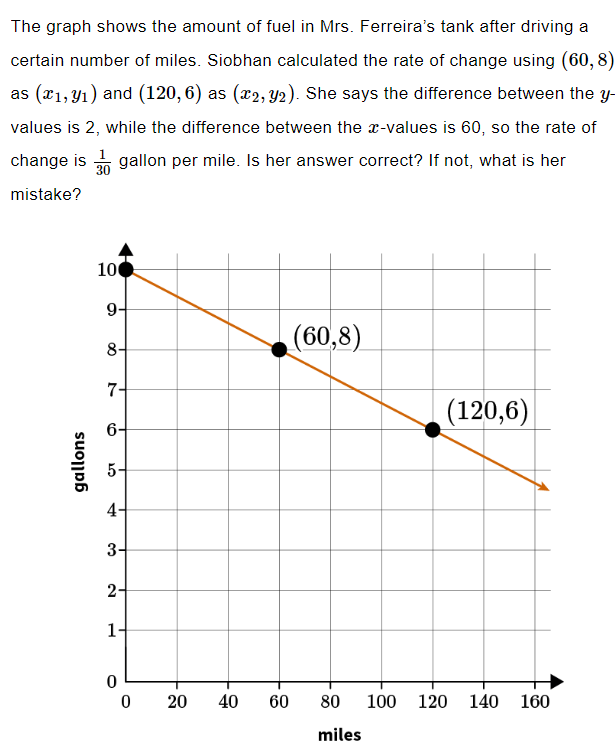 The graph shows the amount of fuel in Mrs. Ferreira's tank after driving a
certain number of miles. Siobhan calculated the rate of change using (60, 8)
as (x₁, y₁) and (120, 6) as (x₂, y₂). She says the difference between the y-
values is 2, while the difference between the x-values is 60, so the rate of
change is 1/30 gallon per mile. Is her answer correct? If not, what is her
mistake?
10
9
(60,8)
8
7
(120,6)
6
5
4
3
2
1
0
gallons
0 20 40 60 80 100 120 140 160
miles